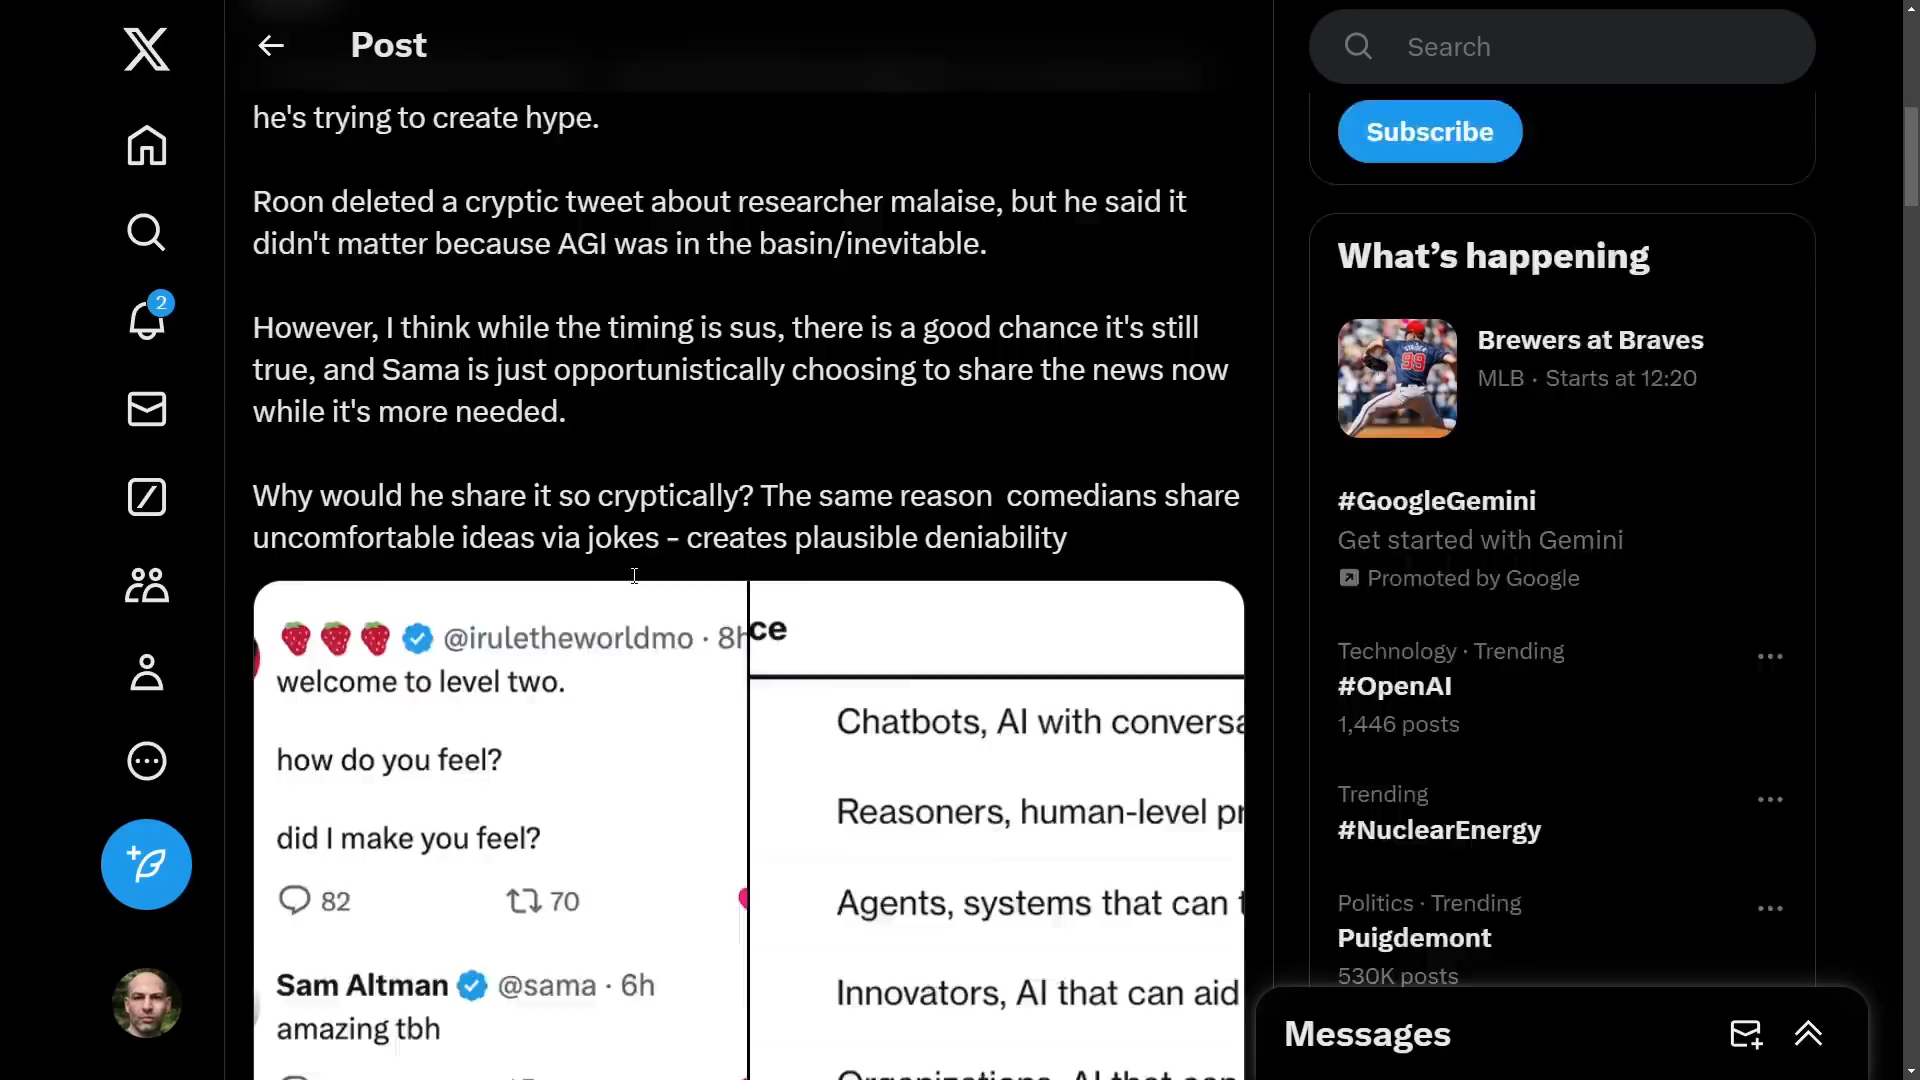 Post
Search
he's trying to create hype.
Roon deleted a cryptic tweet about researcher malaise, but he said it
didn't matter because AGI was in the basin/inevitable.
However, I think while the timing is sus, there is a good chance it's still
true, and Sama is just opportunistically choosing to share the news now
while it's more needed.
Why would he share it so cryptically? The same reason  comedians share
uncomfortable ideas via jokes - creates plausible deniability
@iruletheworldmo · 8h
welcome to level two.
how do you feel?
did I make you feel?
82
70
Sam Altman @sama · 6h
amazing tbh
ce
Chatbots, AI with conversa
Reasoners, human-level pr
Agents, systems that can t
Innovators, AI that can aid
2
Subscribe
What's happening
Brewers at Braves
MLB · Starts at 12:20
99
#GoogleGemini
Get started with Gemini
Promoted by Google
Technology · Trending
#OpenAI
1,446 posts
Trending
#NuclearEnergy
Politics · Trending
Puigdemont
530K posts
Messages